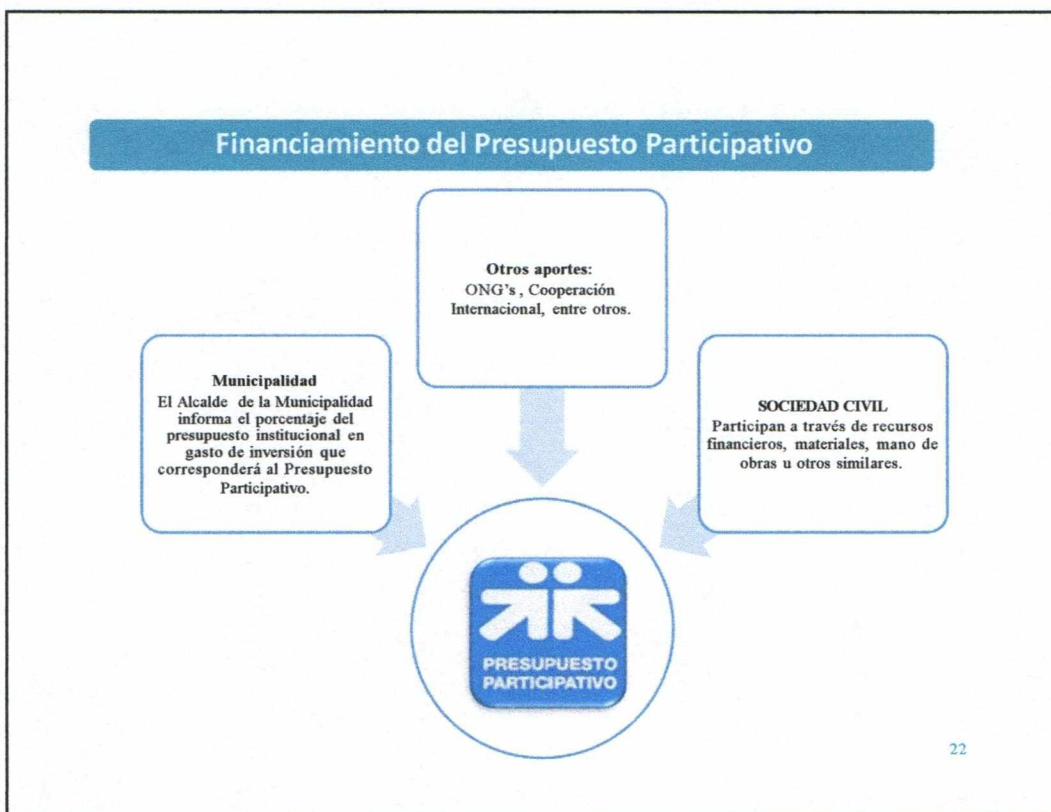 Financiamiento del Presupuesto Participativo
Otros aportes:
ONG's , Cooperación
Internacional, entre otros.
Municipalidad
El Alcalde de la Municipalidad
informa el porcentaje del
presupuesto institucional en
gasto de inversión que
corresponderá al Presupuesto
Participativo.
SOCIEDAD CIVIL
Participan a través de recursos
financieros, materiales, mano de
obras u otros similares.
PRESUPUESTO
PARTICIPATIVO
22